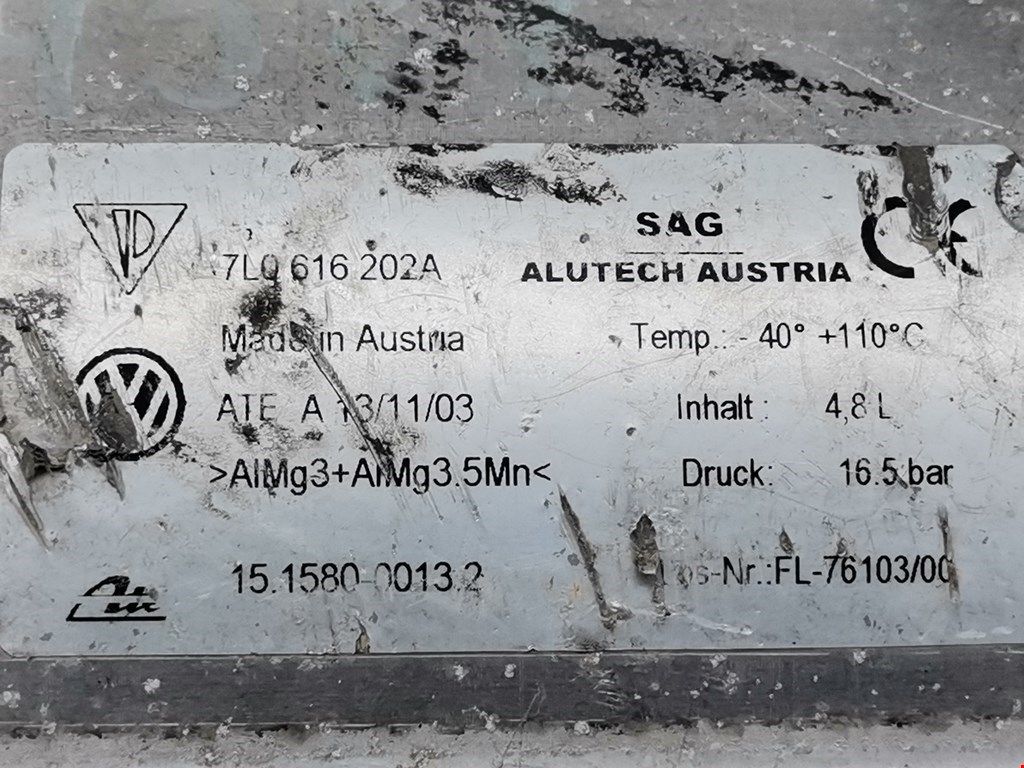 SAG
ALUTECH AUSTRIA
CE
7L0 616 202A
Made in Austria
Temp.: - 40° +110°C
ATE A 13/11/03
Inhalt : 4,8 L
>AlMg3+AlMg3.5Mn<
Druck: 16.5 bar
15.1580-0013.2
FL-76103/00